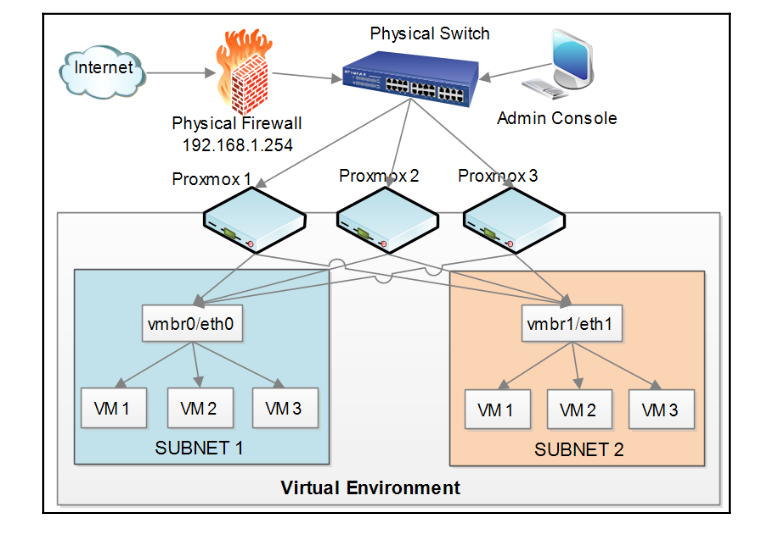 Physical Switch
Internet
Admin Console
Physical Firewall
192.168.1.254
Proxmox 1
Proxmox 2
Proxmox 3
vmbr0/eth0
vmbr1/eth1
VM 1
VM 2
VM 3
VM 1
VM 2
VM 3
SUBNET 1
SUBNET 2
Virtual Environment